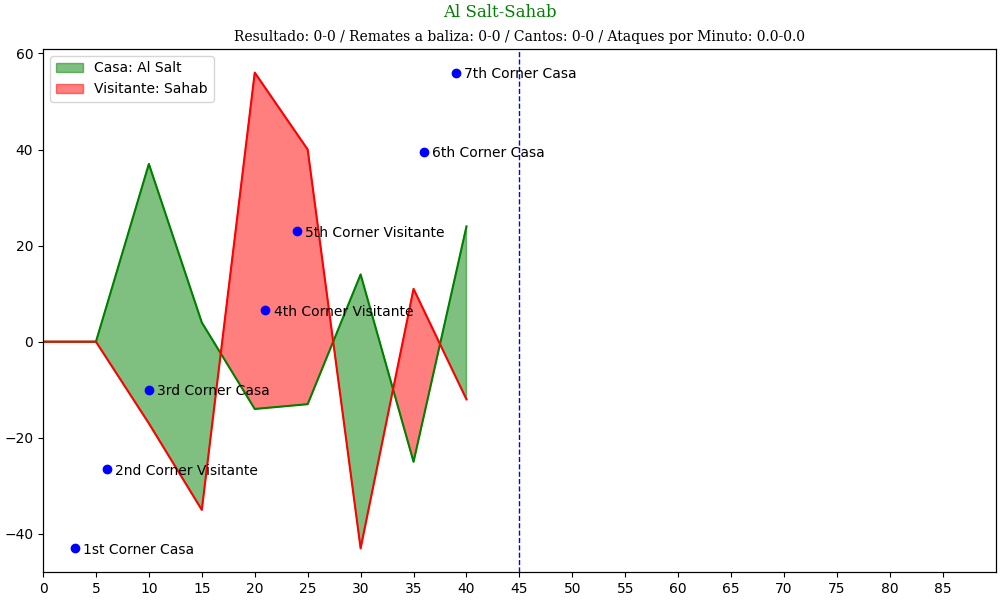 Al Salt-Sahab
Resultado: 0-0 / Remates a baliza: 0-0 / Cantos: 0-0 / Ataques por Minuto: 0.0-0.0
Casa: Al Salt
Visitante: Sahab
60
40
20
0
−20
−40
7th Corner Casa
6th Corner Casa
5th Corner Visitante
4th Corner Visitante
3rd Corner Casa
2nd Corner Visitante
1st Corner Casa
0 5 10 15 20 25 30 35 40 45 50 55 60 65 70 75 80 85